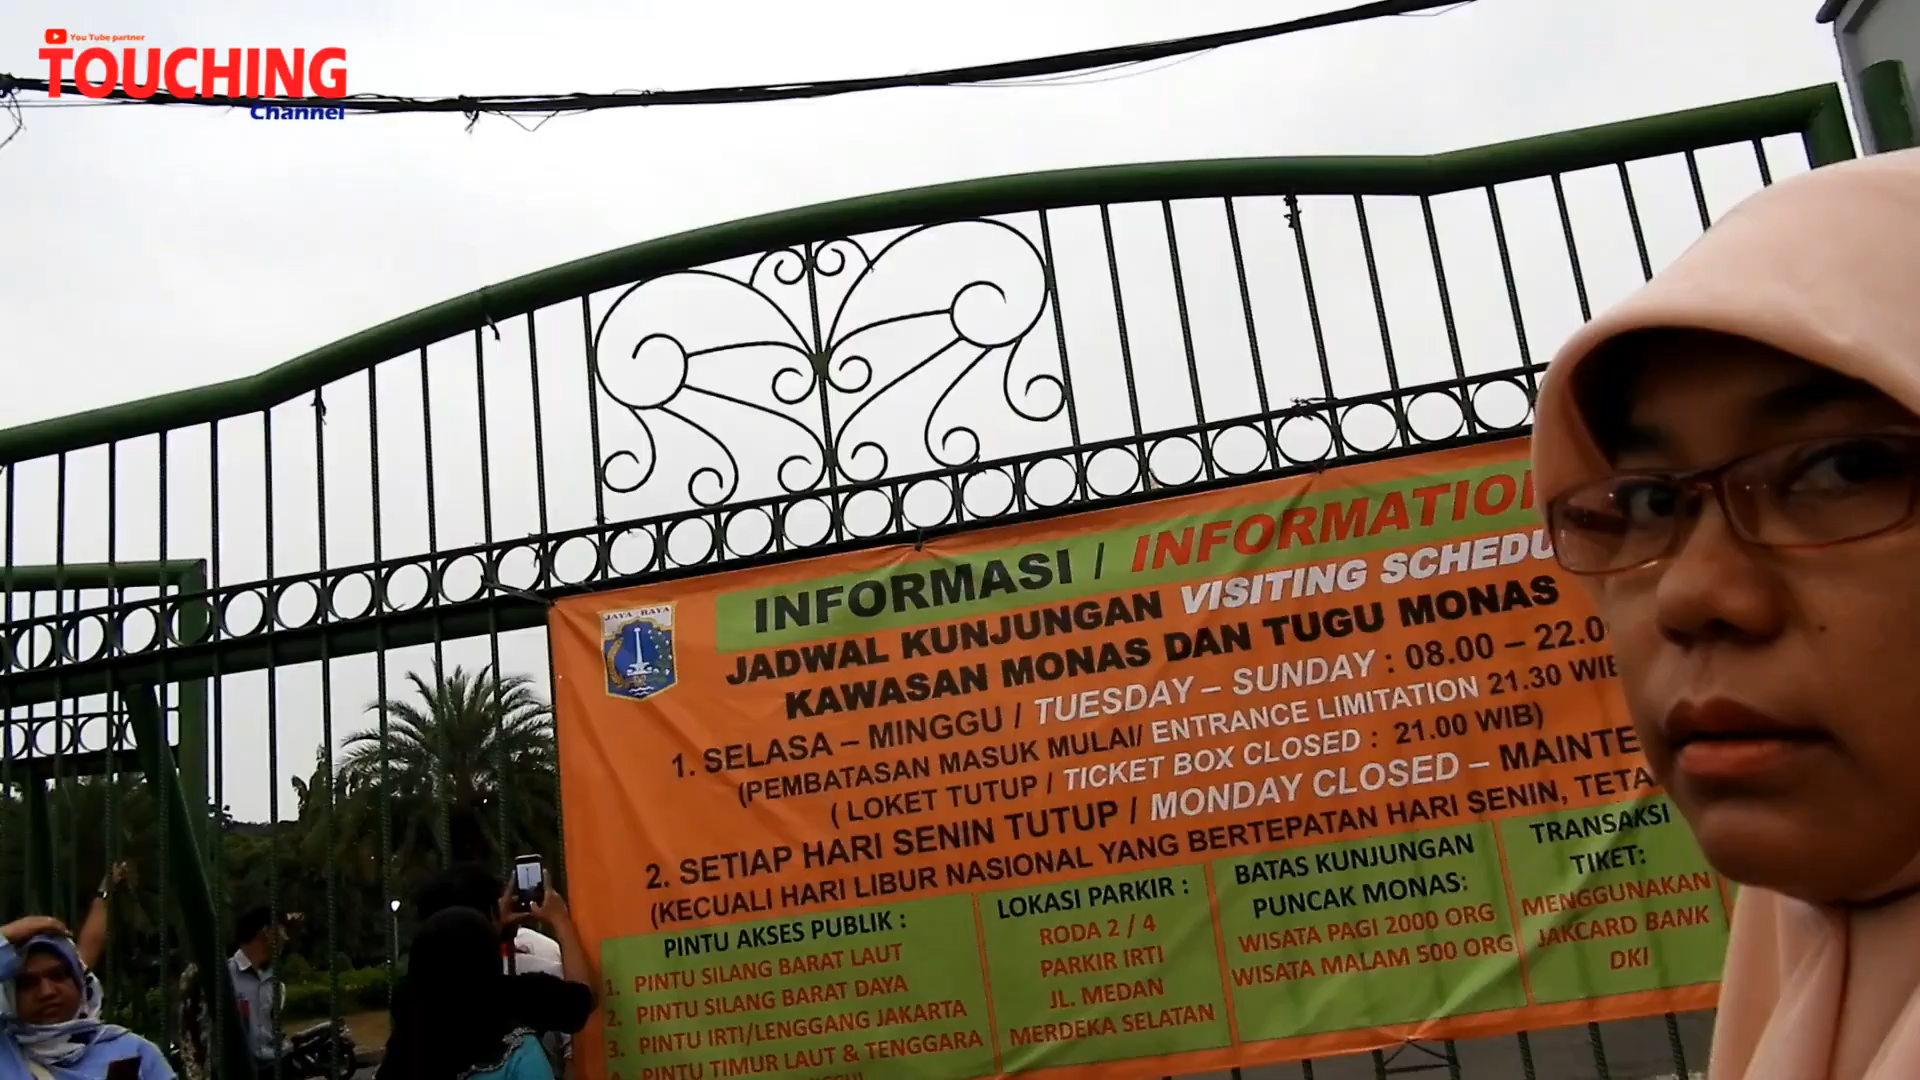 You Tube partner
TOUCHING
Channel
JAYA RAYA
INFORMASI / INFORMATION
JADWAL KUNJUNGAN VISITING SCHEDU
KAWASAN MONAS DAN TUGU MONAS
1. SELASA – MINGGU / TUESDAY – SUNDAY : 08.00 – 22.0
(PEMBATASAN MASUK MULAI/ ENTRANCE LIMITATION 21.30 WIB
( LOKET TUTUP / TICKET BOX CLOSED : 21.00 WIB)
2. SETIAP HARI SENIN TUTUP / MONDAY CLOSED – MAINTE
(KECUALI HARI LIBUR NASIONAL YANG BERTEPATAN HARI SENIN, TETA
PINTU AKSES PUBLIK :
1. PINTU SILANG BARAT LAUT
2. PINTU SILANG BARAT DAYA
3. PINTU IRTI/LENGGANG JAKARTA
PINTU TIMUR LAUT & TENGGARA
LOKASI PARKIR :
RODA 2 / 4
PARKIR IRTI
JL. MEDAN
MERDEKA SELATAN
BATAS KUNJUNGAN
PUNCAK MONAS:
WISATA PAGI 2000 ORG
WISATA MALAM 500 ORG
TRANSAKSI
TIKET:
MENGGUNAKAN
JAKCARD BANK
DKI